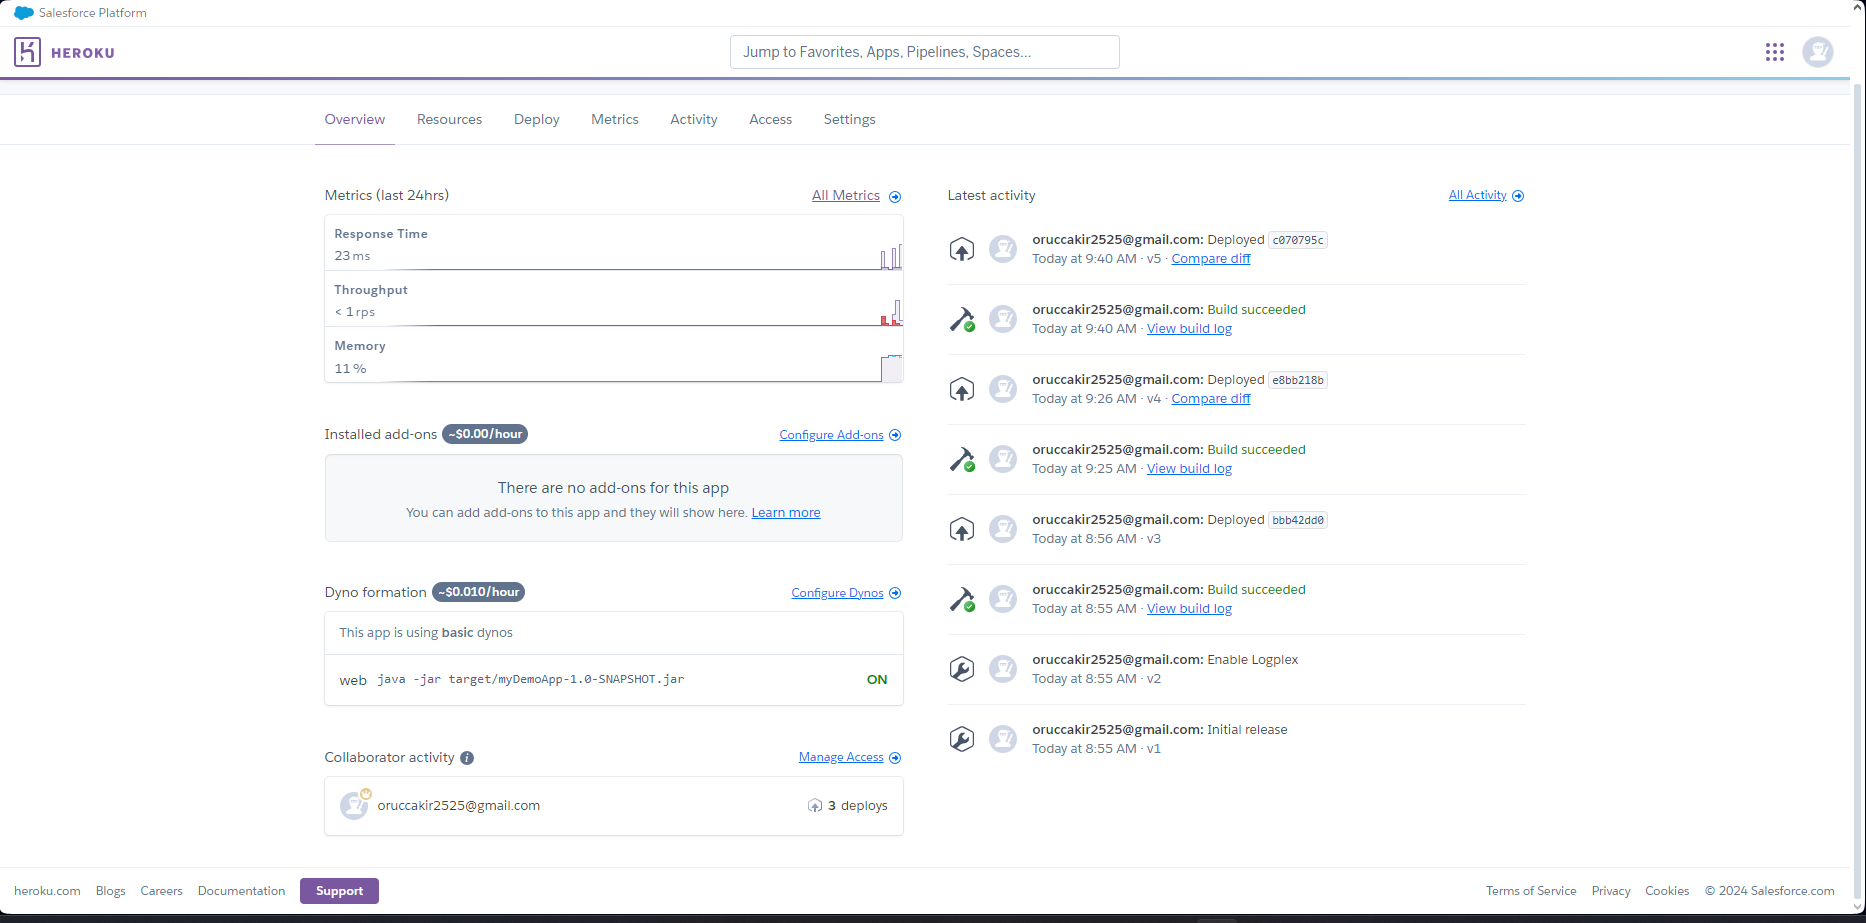 Salesforce Platform
HEROKU
Jump to Favorites, Apps, Pipelines, Spaces...
Overview Resources Deploy Metrics Activity Access Settings
Metrics (last 24hrs) All Metrics
Response Time
23 ms
Throughput
< 1 rps
Memory
11 %
Installed add-ons ~$0.00/hour Configure Add-ons
There are no add-ons for this app
You can add add-ons to this app and they will show here. Learn more
Dyno formation ~$0.010/hour Configure Dynos
This app is using basic dynos
web java -jar target/myDemoApp-1.0-SNAPSHOT.jar ON
Collaborator activity i Manage Access
oruccakir2525@gmail.com 3 deploys
Latest activity All Activity
oruccakir2525@gmail.com: Deployed c070795c
Today at 9:40 AM · v5 · Compare diff
oruccakir2525@gmail.com: Build succeeded
Today at 9:40 AM · View build log
oruccakir2525@gmail.com: Deployed e8bb218b
Today at 9:26 AM · v4 · Compare diff
oruccakir2525@gmail.com: Build succeeded
Today at 9:25 AM · View build log
oruccakir2525@gmail.com: Deployed bbb42dd0
Today at 8:56 AM · v3
oruccakir2525@gmail.com: Build succeeded
Today at 8:55 AM · View build log
oruccakir2525@gmail.com: Enable Logplex
Today at 8:55 AM · v2
oruccakir2525@gmail.com: Initial release
Today at 8:55 AM · v1
heroku.com Blogs Careers Documentation Support
Terms of Service Privacy Cookies © 2024 Salesforce.com